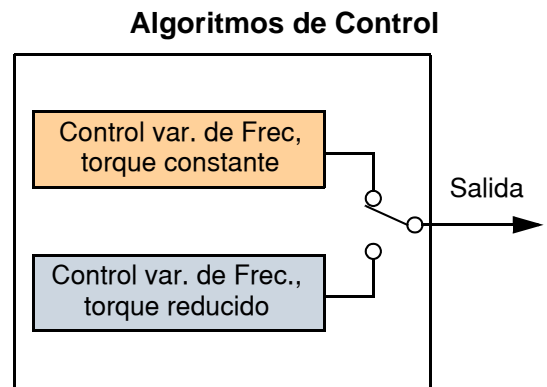 Algoritmos de Control
Control var. de Frec,
torque constante
Salida
Control var. de Frec.,
torque reducido